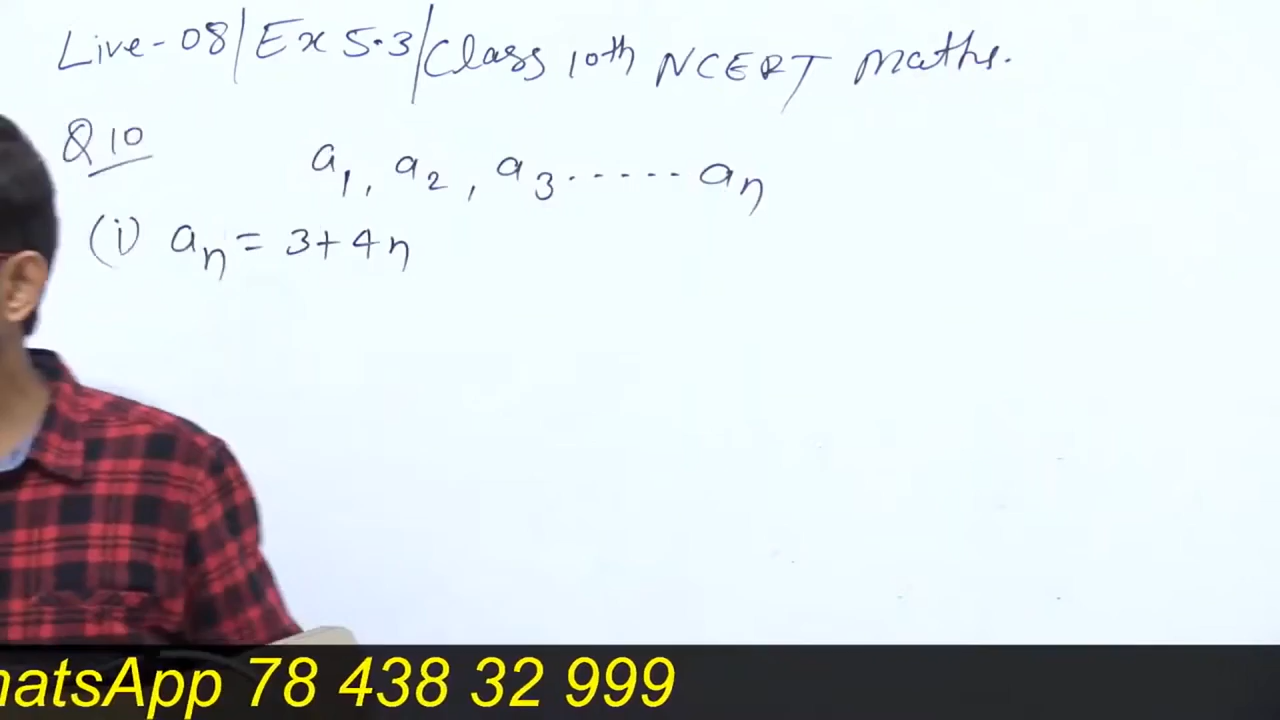 Live-08/Ex 5.3/Class 10th NCERT Maths.
Q 10
a1, a2, a3 ...... an
(i) an = 3+4n
hatsApp 78 438 32 999